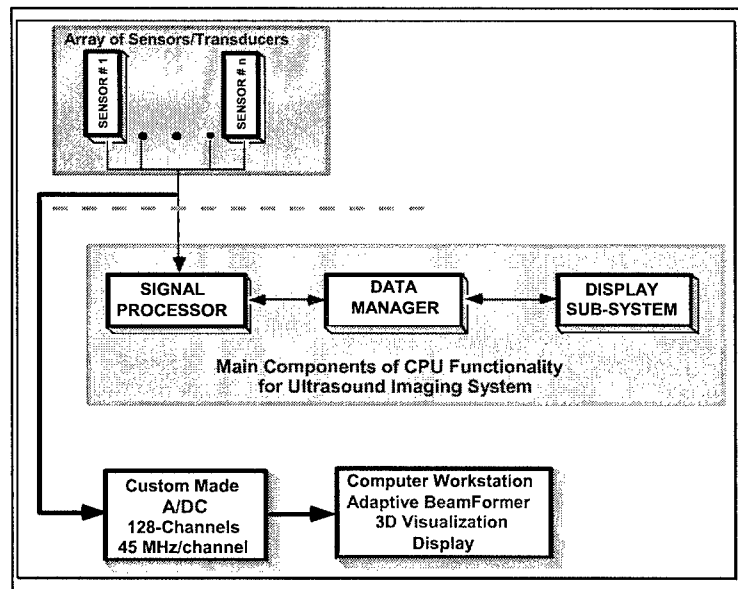 Array of Sensors/Transducers
SENSOR # 1
SENSOR # n
SIGNAL
PROCESSOR
DATA
MANAGER
DISPLAY
SUB-SYSTEM
Main Components of CPU Functionality
for Ultrasound Imaging System
Custom Made
A/DC
128-Channels
45 MHz/channel
Computer Workstation
Adaptive BeamFormer
3D Visualization
Display